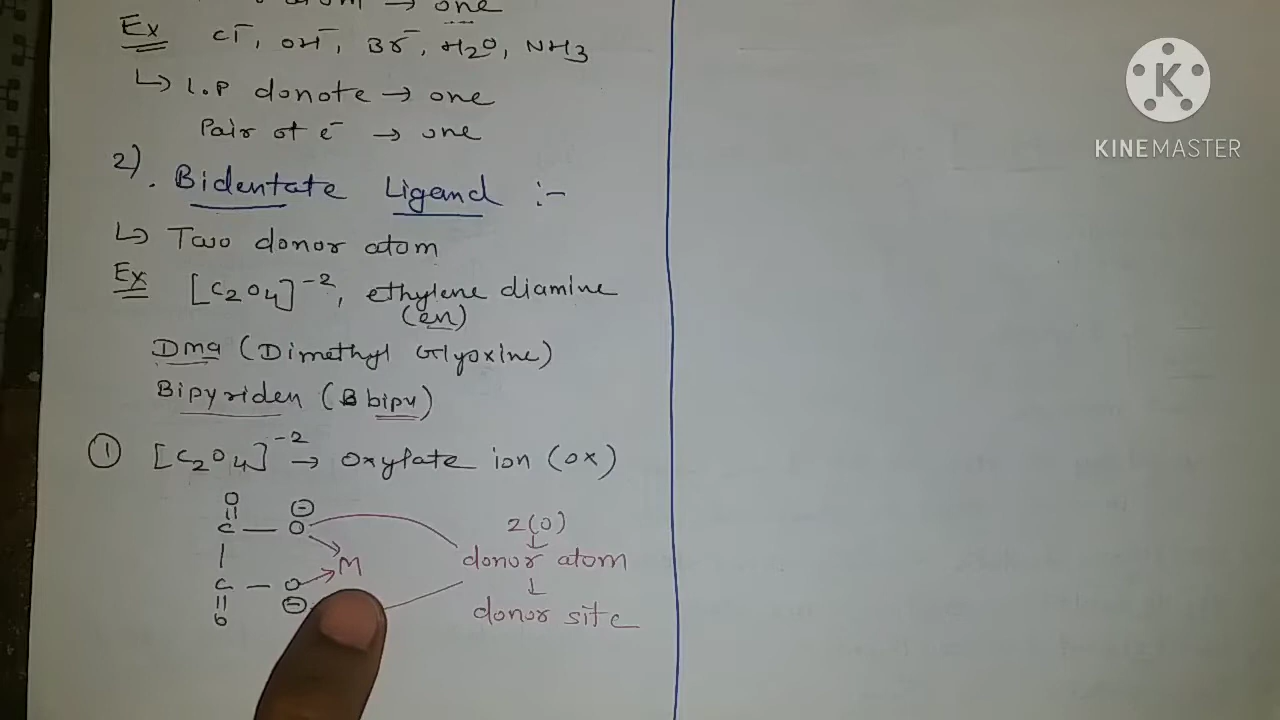 atom → one
Ex Cl⁻, OH⁻, Br⁻, H2O, NH3
↳ l.p donote → one
Pair of e⁻ → one
2). Bidentate Ligand :-
↳ Two donor atom
Ex [C2O4]⁻², ethylene diamine
(en)
Dmg (Dimethyl Glyoxine)
Bipyriden (B bipy)
① [C2O4]⁻² → Oxylate ion (ox)
O ⊖
C — O 2(O)
M donor atom
C — O
O ⊖ donor site
K
KINEMASTER